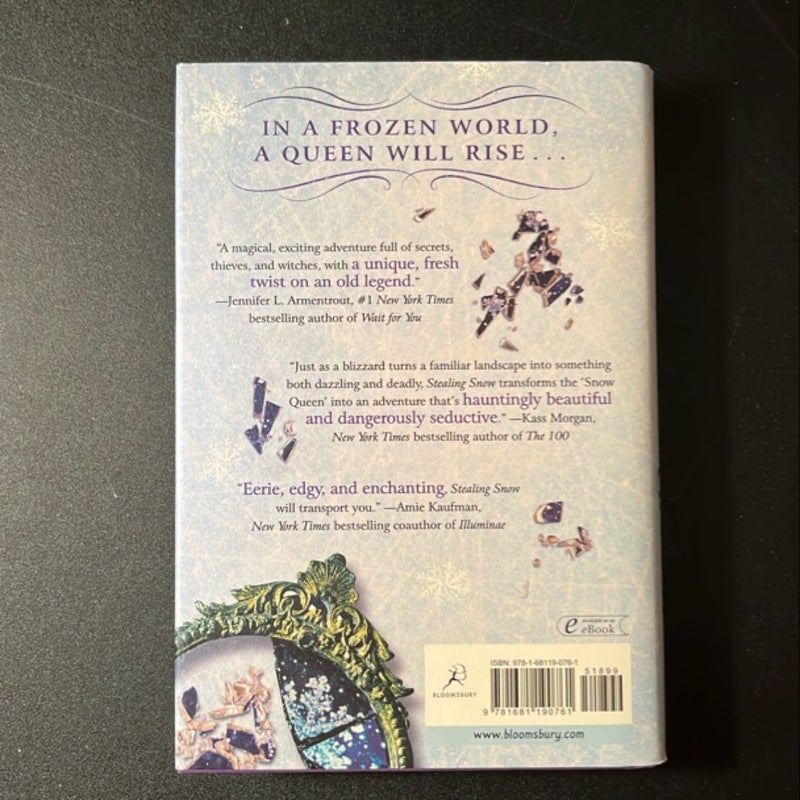 IN A FROZEN WORLD,
A QUEEN WILL RISE...
"A magical, exciting adventure full of secrets,
thieves, and witches, with a unique, fresh
twist on an old legend."
—Jennifer L. Armentrout, #1 New York Times
bestselling author of Wait for You
"Just as a blizzard turns a familiar landscape into something
both dazzling and deadly, Stealing Snow transforms the 'Snow
Queen' into an adventure that's hauntingly beautiful
and dangerously seductive." —Kass Morgan,
New York Times bestselling author of The 100
"Eerie, edgy, and enchanting, Stealing Snow
will transport you." —Amie Kaufman,
New York Times bestselling coauthor of Illuminae
e available as an
eBook
ISBN: 978-1-68119-076-1
51899
BLOOMSBURY
9 781681 190761
www.bloomsbury.com